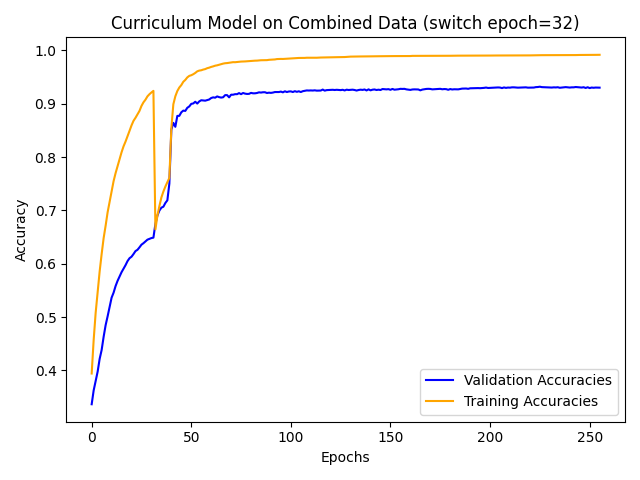 Curriculum Model on Combined Data (switch epoch=32)
1.0
0.9
0.8
0.7
0.6
0.5
0.4
Accuracy
0
50
100
150
200
250
Epochs
Validation Accuracies
Training Accuracies